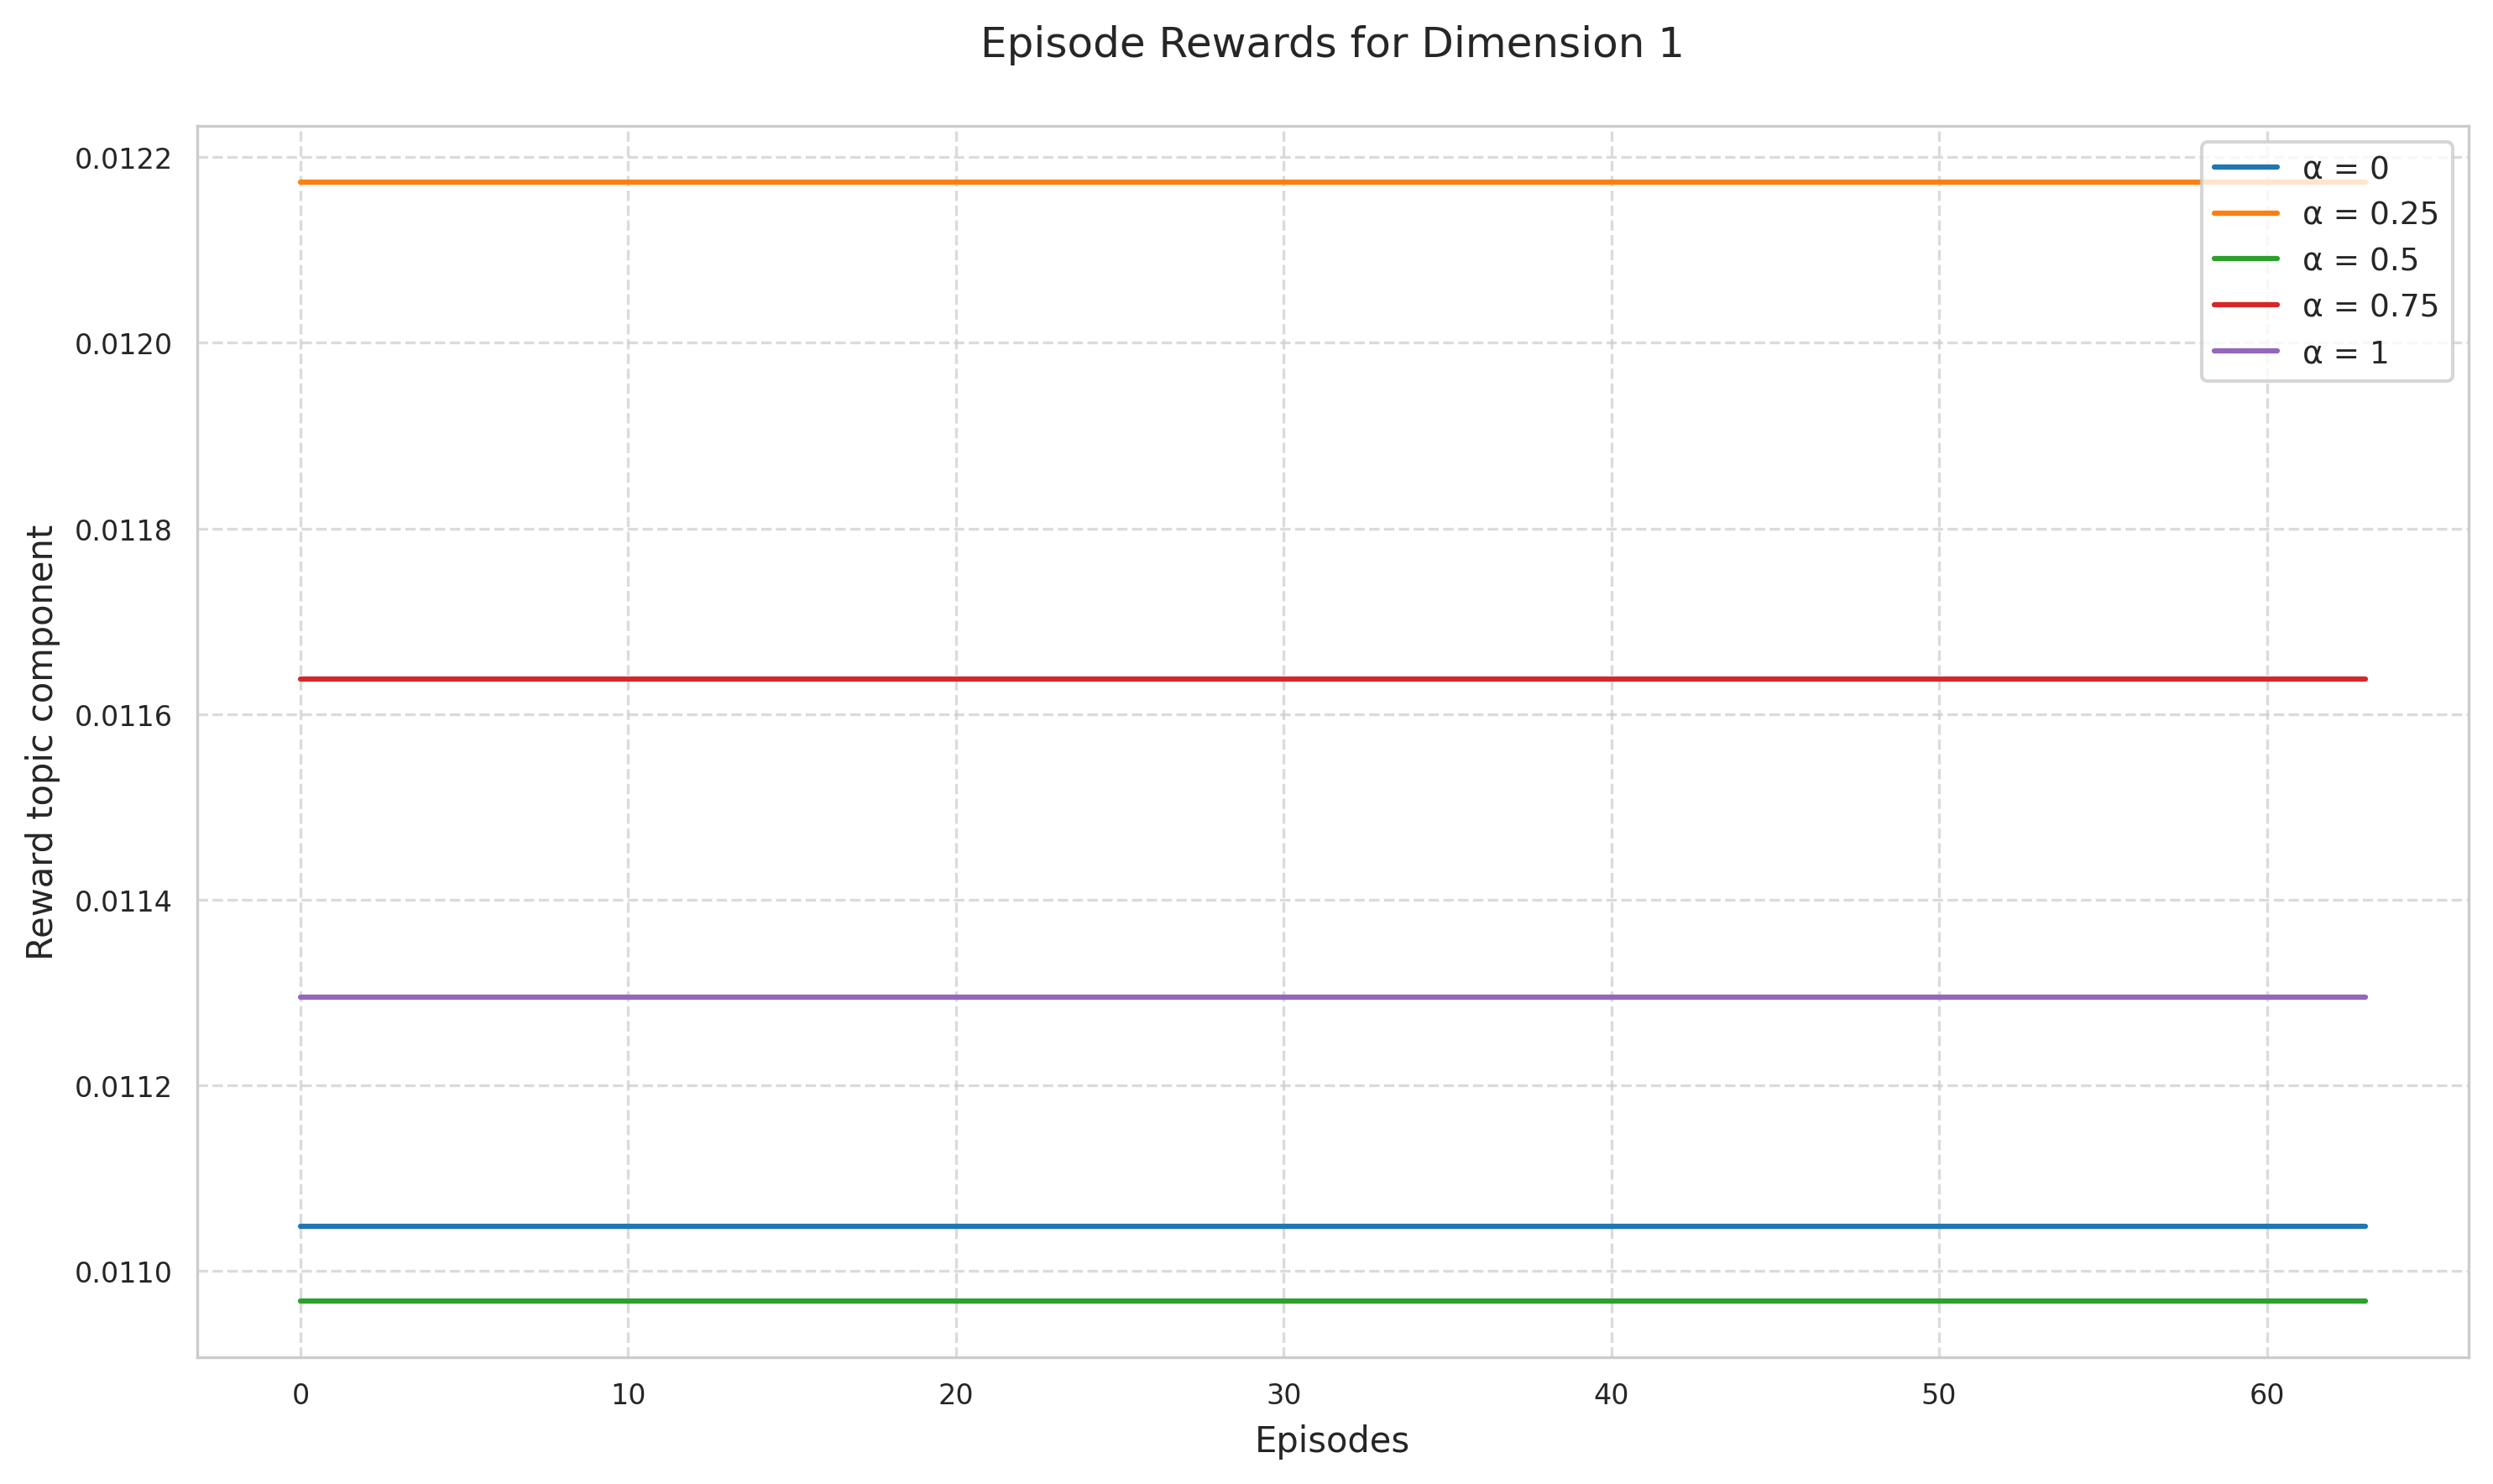 Episode Rewards for Dimension 1
0.0122
0.0120
0.0118
0.0116
0.0114
0.0112
0.0110
Reward topic component
α = 0
α = 0.25
α = 0.5
α = 0.75
α = 1
0 10 20 30 40 50 60
Episodes